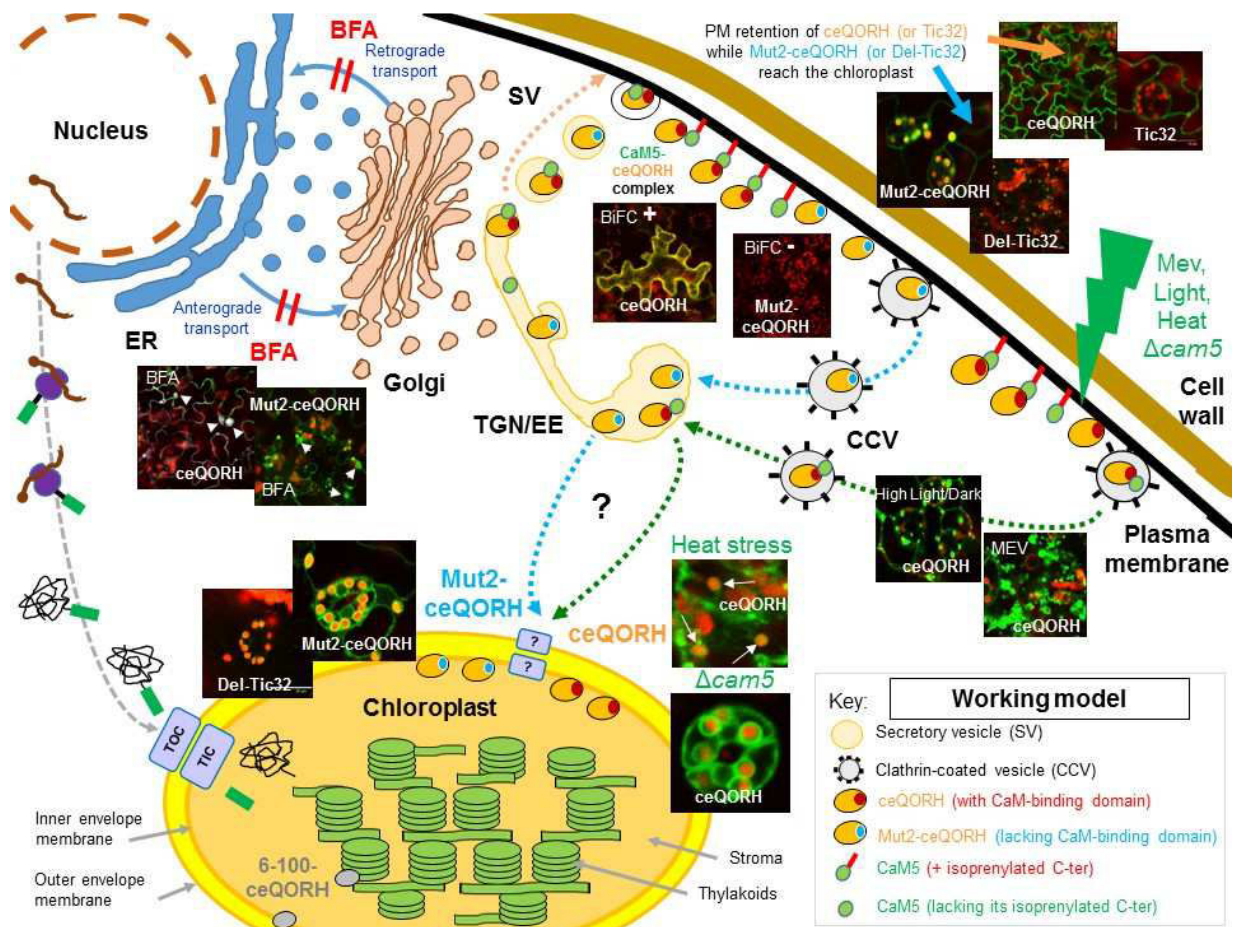 BFA
Retrograde
transport
Nucleus
SV
PM retention of ceQORH (or Tic32)
while Mut2-ceQORH (or Del-Tic32)
reach the chloroplast
ceQORH
Tic32
Mut2-ceQORH
Del-Tic32
CaM5-
ceQORH
complex
BiFC +
ceQORH
BiFC -
Mut2-
ceQORH
Mev,
Light,
Heat
Δcam5
Cell
wall
Anterograde
transport
ER
BFA
Golgi
BFA
ceQORH
Mut2-ceQORH
BFA
TGN/EE
CCV
Plasma
membrane
High Light/Dark
ceQORH
MEV
ceQORH
?
Heat stress
ceQORH
Δcam5
ceQORH
Mut2-
ceQORH
ceQORH
?
?
Del-Tic32
Mut2-ceQORH
Chloroplast
TOC
TIC
Inner envelope
membrane
Outer envelope
membrane
6-100-
ceQORH
Stroma
Thylakoids
Key:
Working model
Secretory vesicle (SV)
Clathrin-coated vesicle (CCV)
ceQORH (with CaM-binding domain)
Mut2-ceQORH (lacking CaM-binding domain)
CaM5 (+ isoprenylated C-ter)
CaM5 (lacking its isoprenylated C-ter)